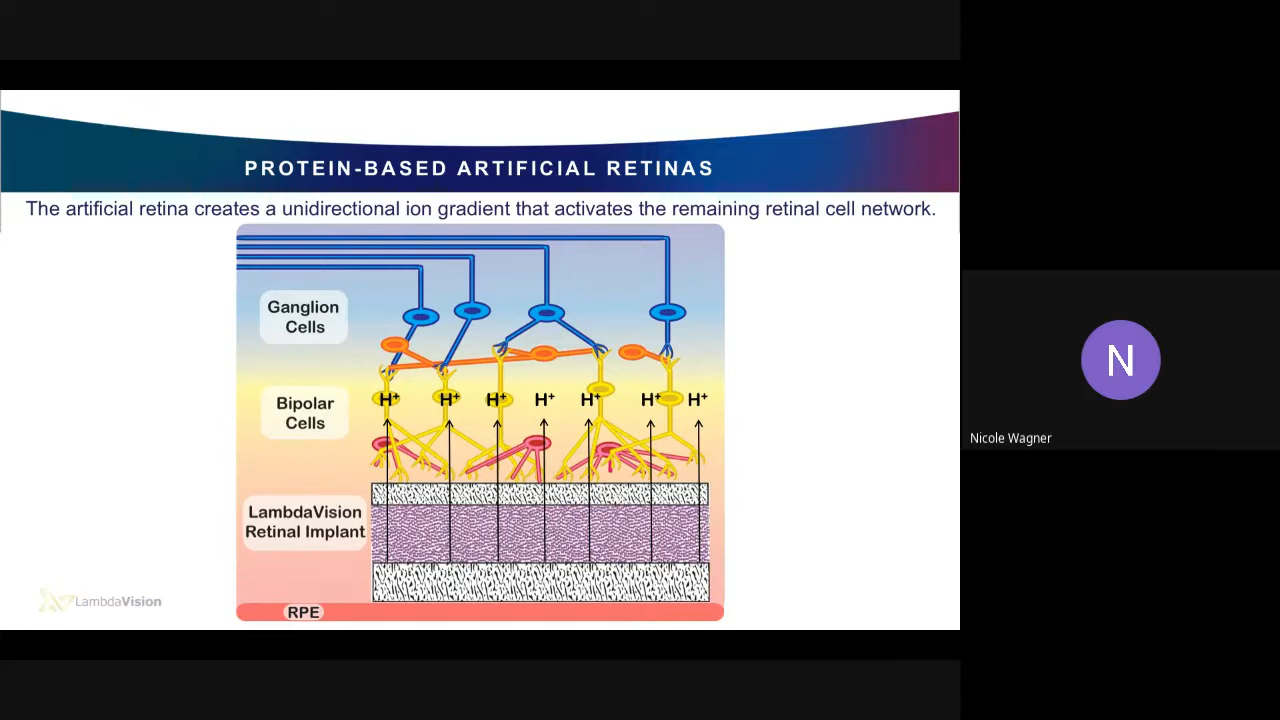 PROTEIN-BASED ARTIFICIAL RETINAS
The artificial retina creates a unidirectional ion gradient that activates the remaining retinal cell network.
Ganglion
Cells
Bipolar
Cells
H⁺ H⁺ H⁺ H⁺ H⁺ H⁺ H⁺
LambdaVision
Retinal Implant
RPE
LambdaVision
N
Nicole Wagner